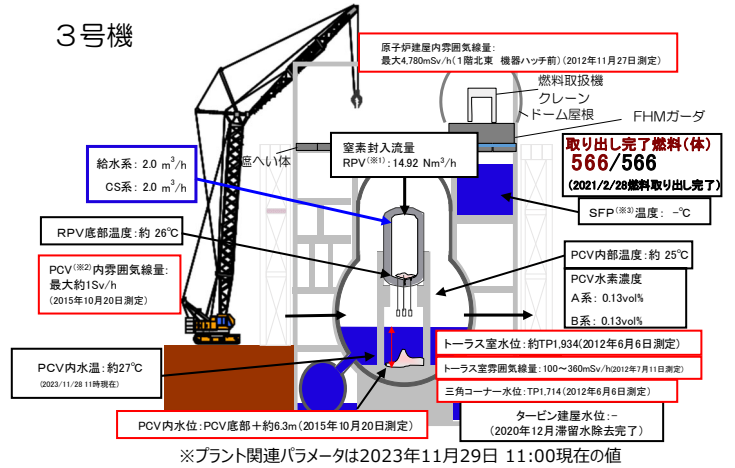 3号機
原子炉建屋内雰囲気線量:
最大4,780mSv/h(1階北東 機器ハッチ前)(2012年11月27日測定)
燃料取扱機
クレーン
ドーム屋根
FHMガーダ
遮へい体
窒素封入流量
RPV(※1):14.92 Nm³/h
取り出し完了燃料(体)
566/566
(2021/2/28燃料取り出し完了)
給水系: 2.0 m³/h
CS系: 2.0 m³/h
SFP(※3)温度: -℃
RPV底部温度:約 26℃
PCV内部温度:約 25℃
PCV(※2)内雰囲気線量:
最大約1Sv/h
(2015年10月20日測定)
PCV水素濃度
A系: 0.13vol%
B系: 0.13vol%
トーラス室水位:約TP1,934(2012年6月6日測定)
PCV内水温:約27℃
(2023/11/28 11時現在)
トーラス室雰囲気線量:100~360mSv/h(2012年7月11日測定)
三角コーナー水位:TP1,714(2012年6月6日測定)
PCV内水位:PCV底部+約6.3m(2015年10月20日測定)
タービン建屋水位:-
(2020年12月滞留水除去完了)
※プラント関連パラメータは2023年11月29日 11:00現在の値